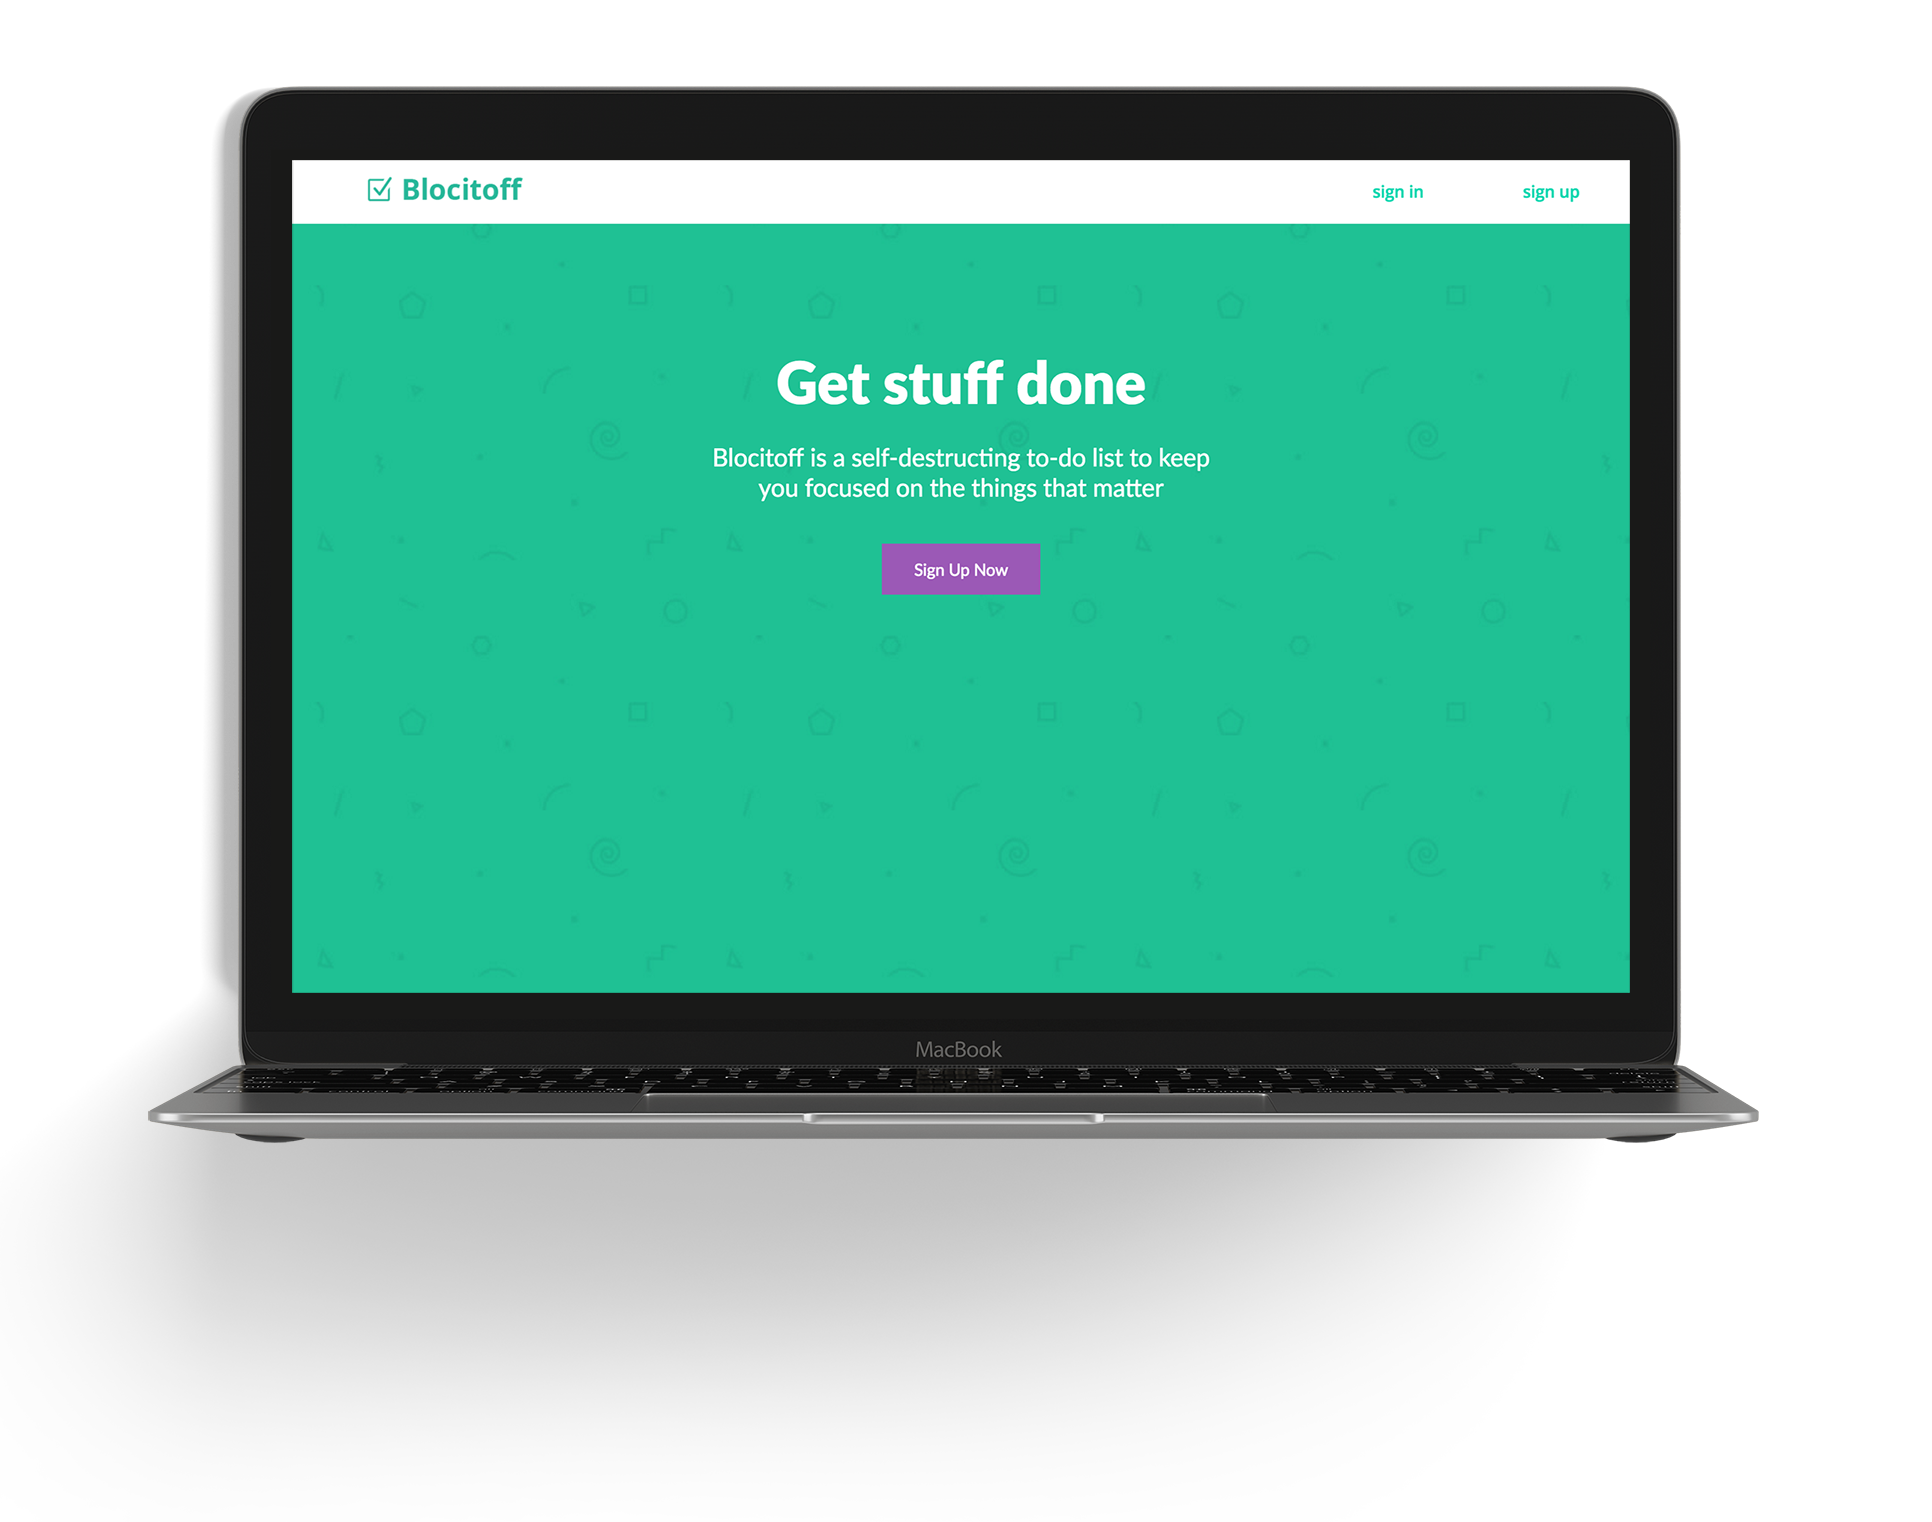 Blocitoff
sign in
sign up
Get stuff done
Blocitoff is a self-destructing to-do list to keep
you focused on the things that matter
Sign Up Now
MacBook